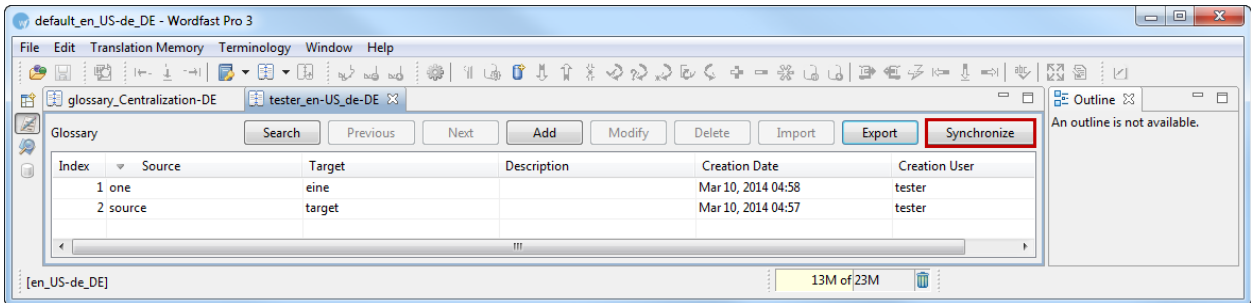 default_en_US-de_DE - Wordfast Pro 3
File Edit Translation Memory Terminology Window Help
glossary_Centralization-DE tester_en-US_de-DE Outline
Glossary Search Previous Next Add Modify Delete Import Export Synchronize An outline is not available.
Index Source Target Description Creation Date Creation User
1 one eine Mar 10, 2014 04:58 tester
2 source target Mar 10, 2014 04:57 tester
[en_US-de_DE] 13M of 23M